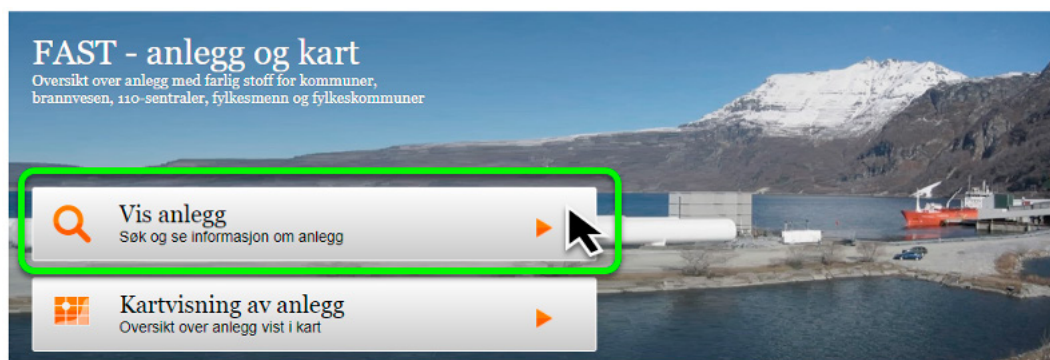 FAST - anlegg og kart
Oversikt over anlegg med farlig stoff for kommuner,
brannvesen, 110-sentraler, fylkesmenn og fylkeskommuner
Vis anlegg
Søk og se informasjon om anlegg
Kartvisning av anlegg
Oversikt over anlegg vist i kart